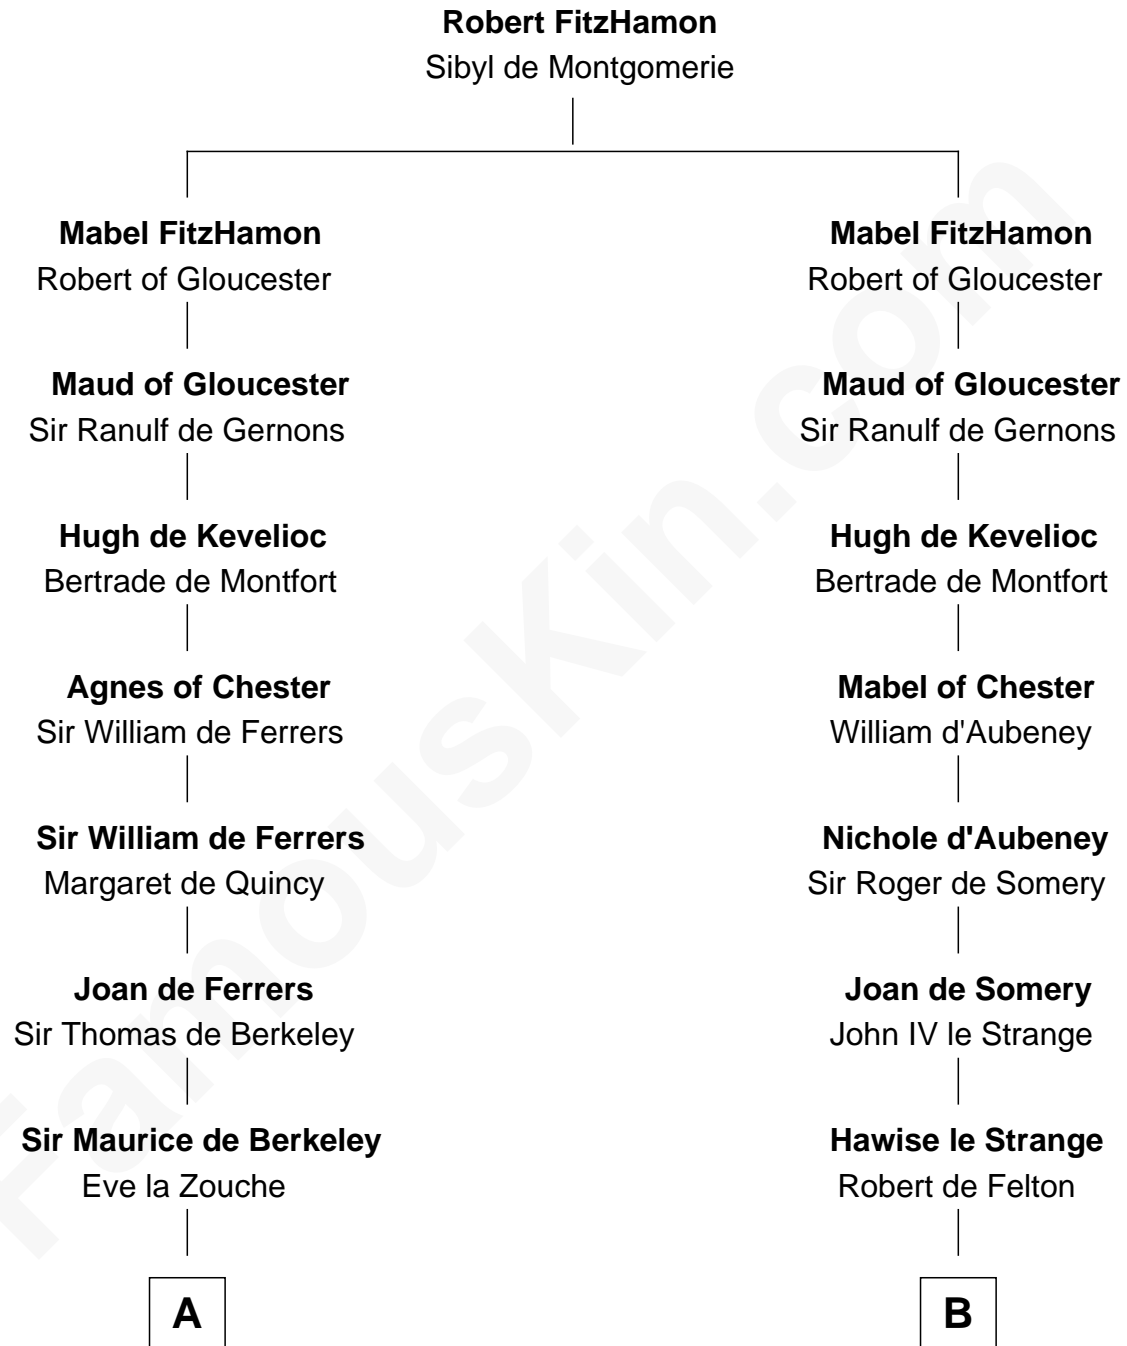 Robert FitzHamon
Sibyl de Montgomerie
Mabel FitzHamon
Robert of Gloucester
Maud of Gloucester
Sir Ranulf de Gernons
Hugh de Kevelioc
Bertrade de Montfort
Agnes of Chester
Sir William de Ferrers
Sir William de Ferrers
Margaret de Quincy
Joan de Ferrers
Sir Thomas de Berkeley
Sir Maurice de Berkeley
Eve la Zouche
A
Mabel FitzHamon
Robert of Gloucester
Maud of Gloucester
Sir Ranulf de Gernons
Hugh de Kevelioc
Bertrade de Montfort
Mabel of Chester
William d'Aubeney
Nichole d'Aubeney
Sir Roger de Somery
Joan de Somery
John IV le Strange
Hawise le Strange
Robert de Felton
B
FamousKin.com